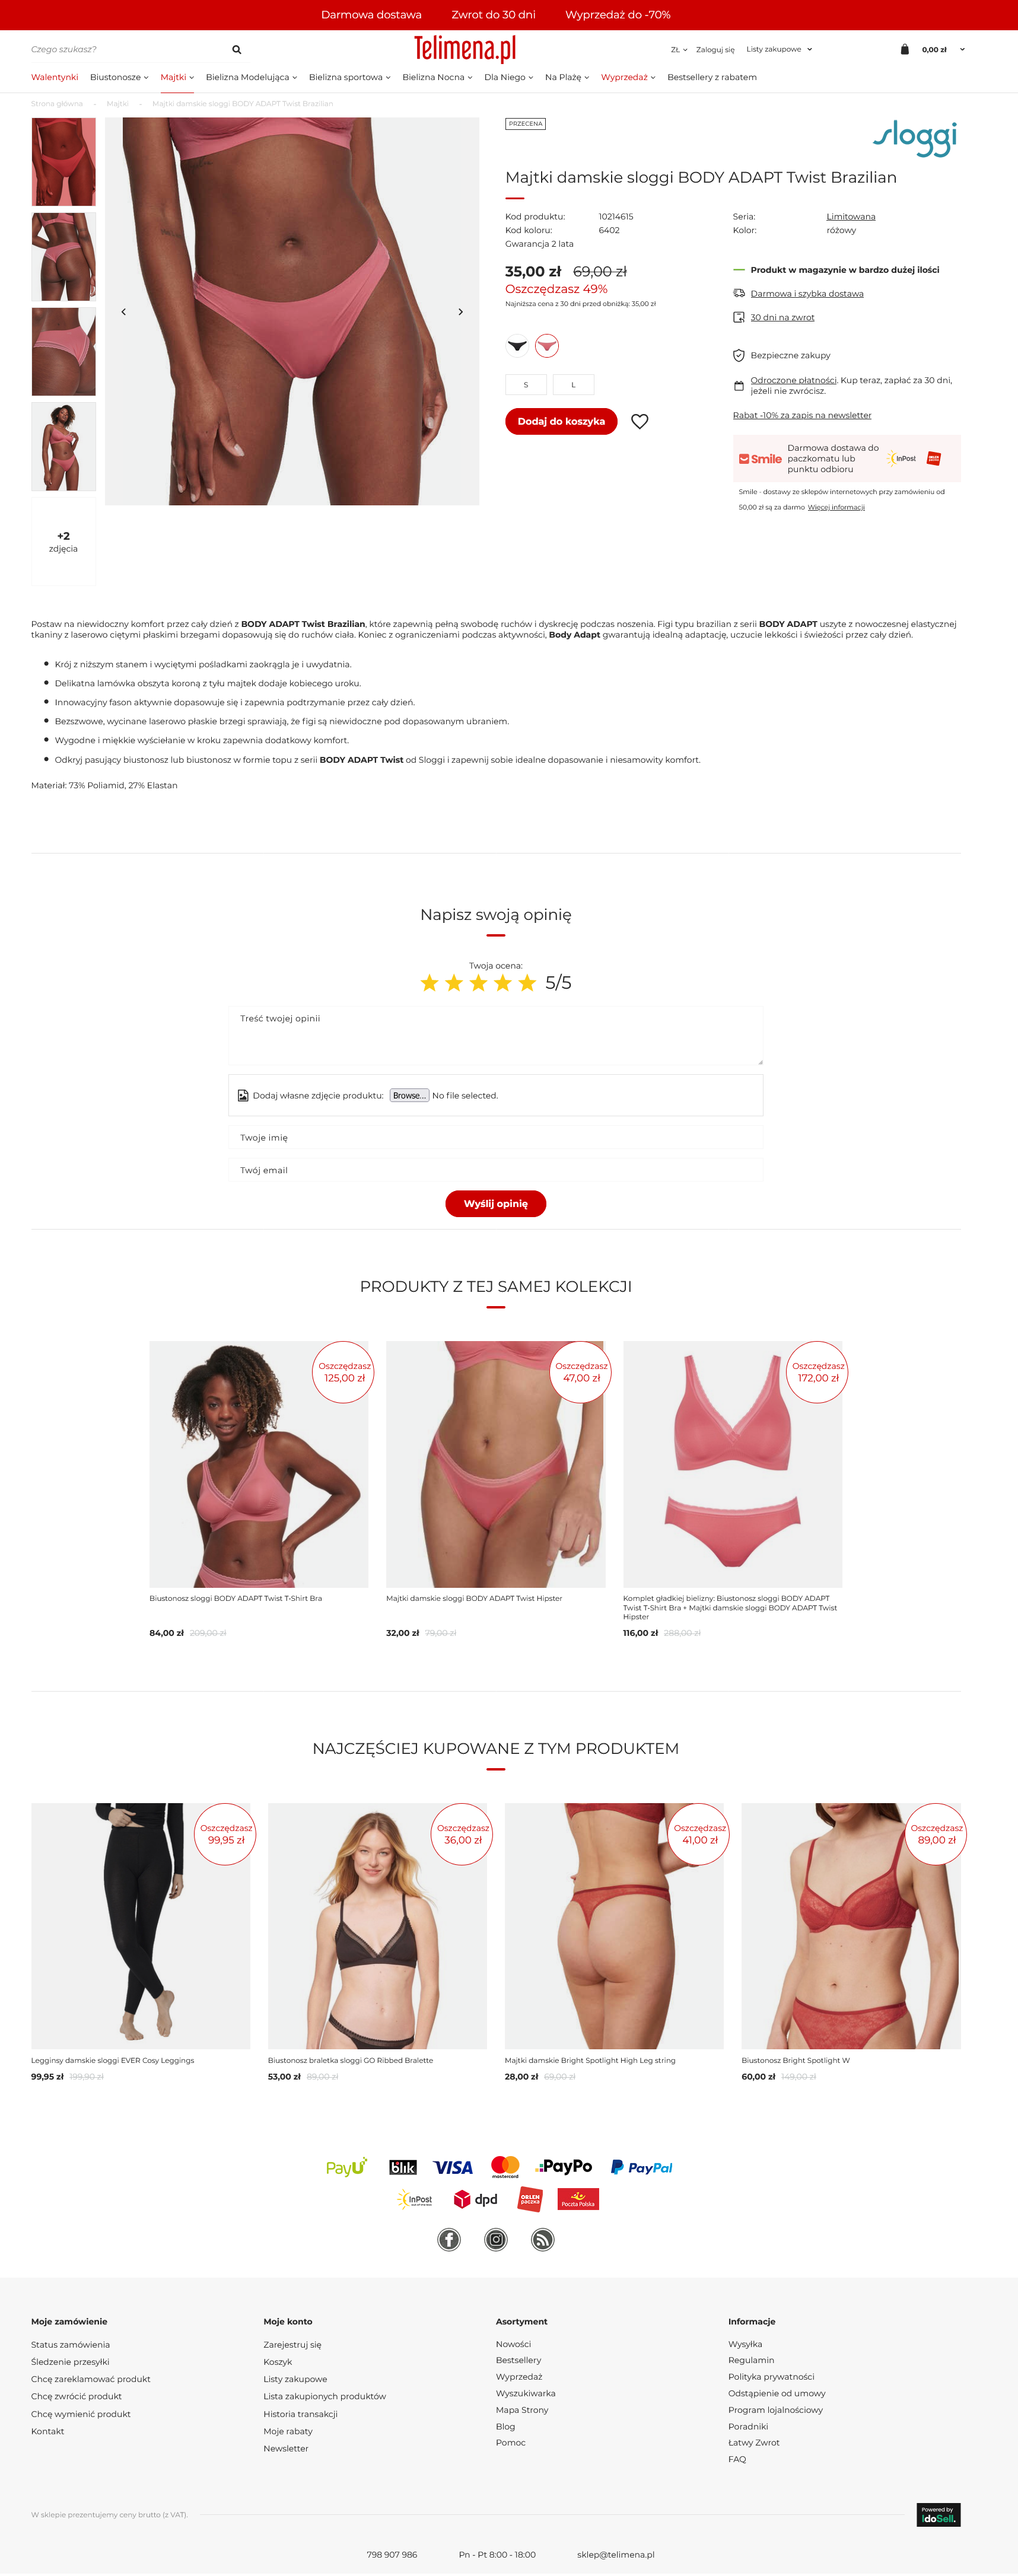 Darmowa dostawa Zwrot do 30 dni Wyprzedaż do -70%
Czego szukasz?
Telimena.pl
ZŁ Zaloguj się Listy zakupowe 0,00 zł
Walentynki Biustonosze Majtki Bielizna Modelująca Bielizna sportowa Bielizna Nocna Dla Niego Na Plażę Wyprzedaż Bestsellery z rabatem
Strona główna - Majtki - Majtki damskie sloggi BODY ADAPT Twist Brazilian
PRZECENA
sloggi
Majtki damskie sloggi BODY ADAPT Twist Brazilian
Kod produktu: 10214615
Kod koloru: 6402
Gwarancja 2 lata
Seria: Limitowana
Kolor: różowy
35,00 zł 69,00 zł
Oszczędzasz 49%
Najniższa cena z 30 dni przed obniżką: 35,00 zł
S L
Dodaj do koszyka
Produkt w magazynie w bardzo dużej ilości
Darmowa i szybka dostawa
30 dni na zwrot
Bezpieczne zakupy
Odroczone płatności. Kup teraz, zapłać za 30 dni,
jeżeli nie zwrócisz.
Rabat -10% za zapis na newsletter
Smile
Darmowa dostawa do
paczkomatu lub
punktu odbioru
InPost
Smile - dostawy ze sklepów internetowych przy zamówieniu od
50,00 zł są za darmo Więcej informacji
+2
zdjęcia
Postaw na niewidoczny komfort przez cały dzień z BODY ADAPT Twist Brazilian, które zapewnią pełną swobodę ruchów i dyskrecję podczas noszenia. Figi typu brazilian z serii BODY ADAPT uszyte z nowoczesnej elastycznej
tkaniny z laserowo ciętymi płaskimi brzegami dopasowują się do ruchów ciała. Koniec z ograniczeniami podczas aktywności, Body Adapt gwarantują idealną adaptację, uczucie lekkości i świeżości przez cały dzień.
Krój z niższym stanem i wyciętymi pośladkami zaokrągla je i uwydatnia.
Delikatna lamówka obszyta koroną z tyłu majtek dodaje kobiecego uroku.
Innowacyjny fason aktywnie dopasowuje się i zapewnia podtrzymanie przez cały dzień.
Bezszwowe, wycinane laserowo płaskie brzegi sprawiają, że figi są niewidoczne pod dopasowanym ubraniem.
Wygodne i miękkie wyściełanie w kroku zapewnia dodatkowy komfort.
Odkryj pasujący biustonosz lub biustonosz w formie topu z serii BODY ADAPT Twist od Sloggi i zapewnij sobie idealne dopasowanie i niesamowity komfort.
Materiał: 73% Poliamid, 27% Elastan
Napisz swoją opinię
Twoja ocena:
5/5
Treść twojej opinii
Dodaj własne zdjęcie produktu: Browse... No file selected.
Twoje imię
Twój email
Wyślij opinię
PRODUKTY Z TEJ SAMEJ KOLEKCJI
Oszczędzasz
125,00 zł
Oszczędzasz
47,00 zł
Oszczędzasz
172,00 zł
Biustonosz sloggi BODY ADAPT Twist T-Shirt Bra
84,00 zł 209,00 zł
Majtki damskie sloggi BODY ADAPT Twist Hipster
32,00 zł 79,00 zł
Komplet gładkiej bielizny: Biustonosz sloggi BODY ADAPT
Twist T-Shirt Bra + Majtki damskie sloggi BODY ADAPT Twist
Hipster
116,00 zł 288,00 zł
NAJCZĘŚCIEJ KUPOWANE Z TYM PRODUKTEM
Oszczędzasz
99,95 zł
Oszczędzasz
36,00 zł
Oszczędzasz
41,00 zł
Oszczędzasz
89,00 zł
Legginsy damskie sloggi EVER Cosy Leggings
99,95 zł 199,90 zł
Biustonosz braletka sloggi GO Ribbed Bralette
53,00 zł 89,00 zł
Majtki damskie Bright Spotlight High Leg string
28,00 zł 69,00 zł
Biustonosz Bright Spotlight W
60,00 zł 149,00 zł
PayU blik VISA mastercard PayPo PayPal
InPost dpd ORLEN paczka Poczta Polska
Moje zamówienie
Status zamówienia
Śledzenie przesyłki
Chcę zareklamować produkt
Chcę zwrócić produkt
Chcę wymienić produkt
Kontakt
Moje konto
Zarejestruj się
Koszyk
Listy zakupowe
Lista zakupionych produktów
Historia transakcji
Moje rabaty
Newsletter
Asortyment
Nowości
Bestsellery
Wyprzedaż
Wyszukiwarka
Mapa Strony
Blog
Pomoc
Informacje
Wysyłka
Regulamin
Polityka prywatności
Odstąpienie od umowy
Program lojalnościowy
Poradniki
Łatwy Zwrot
FAQ
W sklepie prezentujemy ceny brutto (z VAT).
Powered by
idoSell.
798 907 986 Pn - Pt 8:00 - 18:00 sklep@telimena.pl